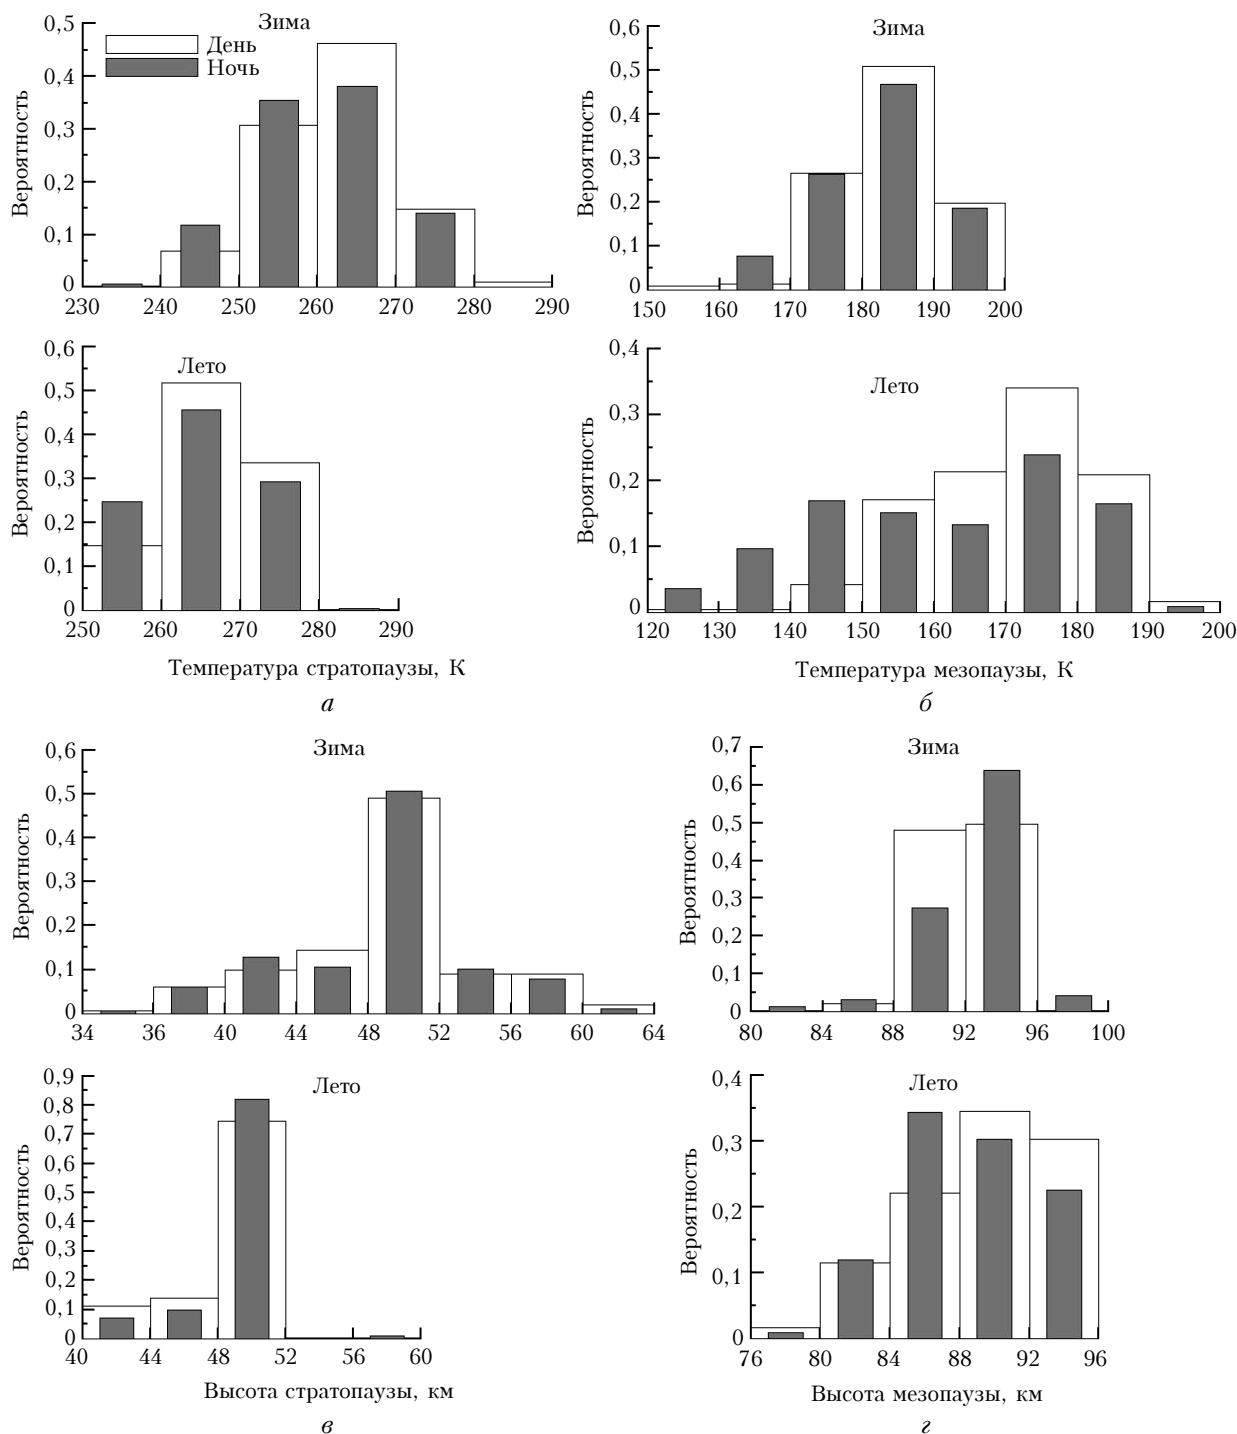 Зима
День
Ночь
Вероятность
0,5
0,4
0,3
0,2
0,1
0
230 240 250 260 270 280 290
Зима
Вероятность
0,6
0,5
0,4
0,3
0,2
0,1
0
150 160 170 180 190 200
Лето
Вероятность
0,6
0,5
0,4
0,3
0,2
0,1
0
250 260 270 280 290
Температура стратопаузы, К
а
Лето
Вероятность
0,4
0,3
0,2
0,1
0
120 130 140 150 160 170 180 190 200
Температура мезопаузы, К
б
Зима
Вероятность
0,6
0,5
0,4
0,3
0,2
0,1
0
34 36 40 44 48 52 56 60 64
Зима
Вероятность
0,7
0,6
0,5
0,4
0,3
0,2
0,1
0
80 84 88 92 96 100
Лето
Вероятность
0,9
0,8
0,7
0,6
0,5
0,4
0,3
0,2
0,1
0
40 44 48 52 56 60
Высота стратопаузы, км
в
Лето
Вероятность
0,4
0,3
0,2
0,1
0
76 80 84 88 92 96
Высота мезопаузы, км
г